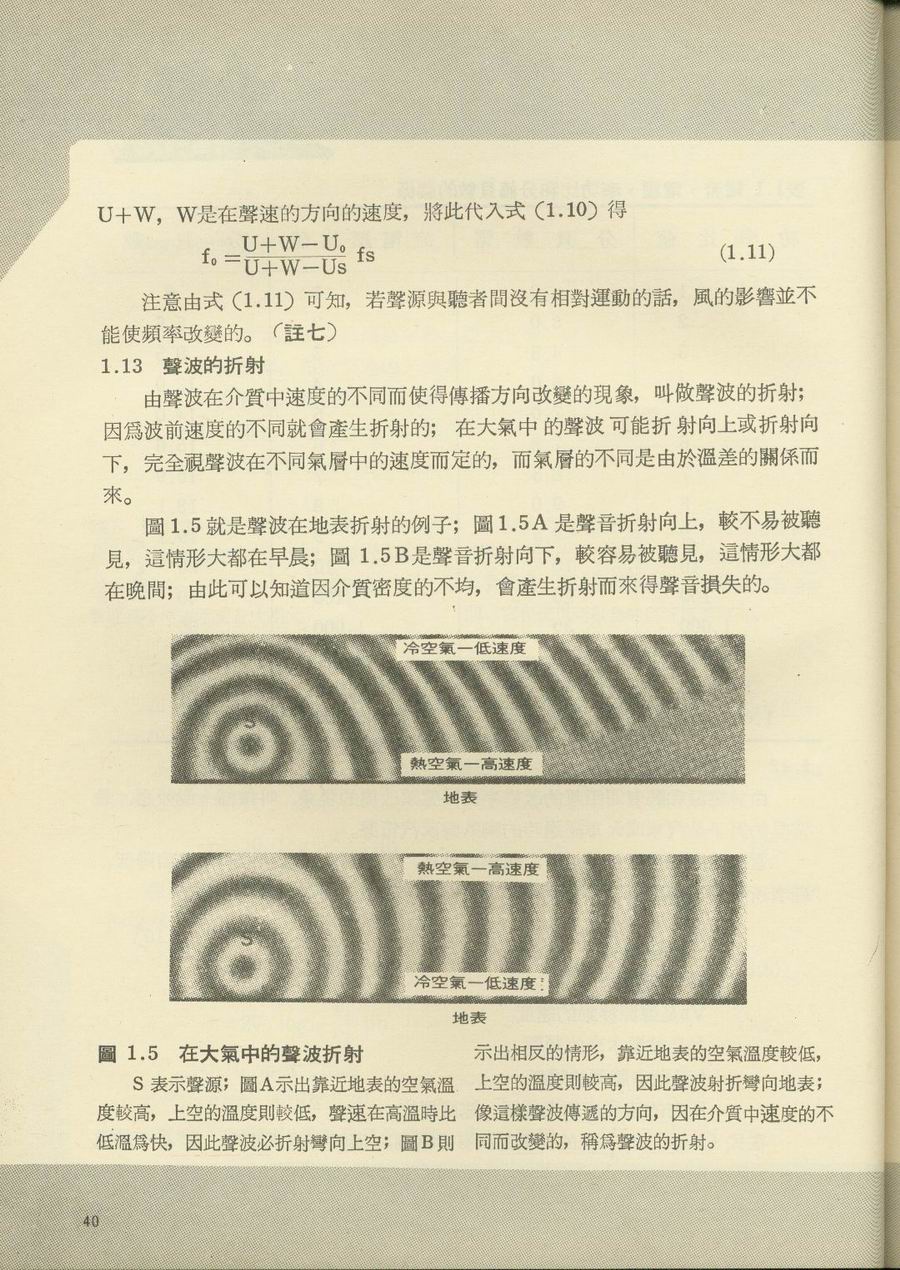 U+W，W是在聲速的方向的速度，將此代入式（1.10）得
f₀ = (U+W−U₀)/(U+W−Us) fs (1.11)
注意由式（1.11）可知，若聲源與聽者間沒有相對運動的話，風的影響並不
能使頻率改變的。（註七）
1.13 聲波的折射
由聲波在介質中速度的不同而使得傳播方向改變的現象，叫做聲波的折射；
因爲波前速度的不同就會產生折射的；在大氣中的聲波可能折射向上或折射向
下，完全視聲波在不同氣層中的速度而定的，而氣層的不同是由於溫差的關係而
來。
圖1.5就是聲波在地表折射的例子；圖1.5A 是聲音折射向上，較不易被聽
見，這情形大都在早晨；圖 1.5B是聲音折射向下，較容易被聽見，這情形大都
在晚間；由此可以知道因介質密度的不均，會產生折射而來得聲音損失的。
冷空氣—低速度
S
熱空氣—高速度
地表
熱空氣—高速度
S
冷空氣—低速度
地表
圖 1.5 在大氣中的聲波折射
S 表示聲源；圖A示出靠近地表的空氣溫
度較高，上空的溫度則較低，聲速在高溫時比
低溫爲快，因此聲波必折射彎向上空；圖B則
示出相反的情形，靠近地表的空氣溫度較低，
上空的溫度則較高，因此聲波射折彎向地表；
像這樣聲波傳遞的方向，因在介質中速度的不
同而改變的，稱爲聲波的折射。
40